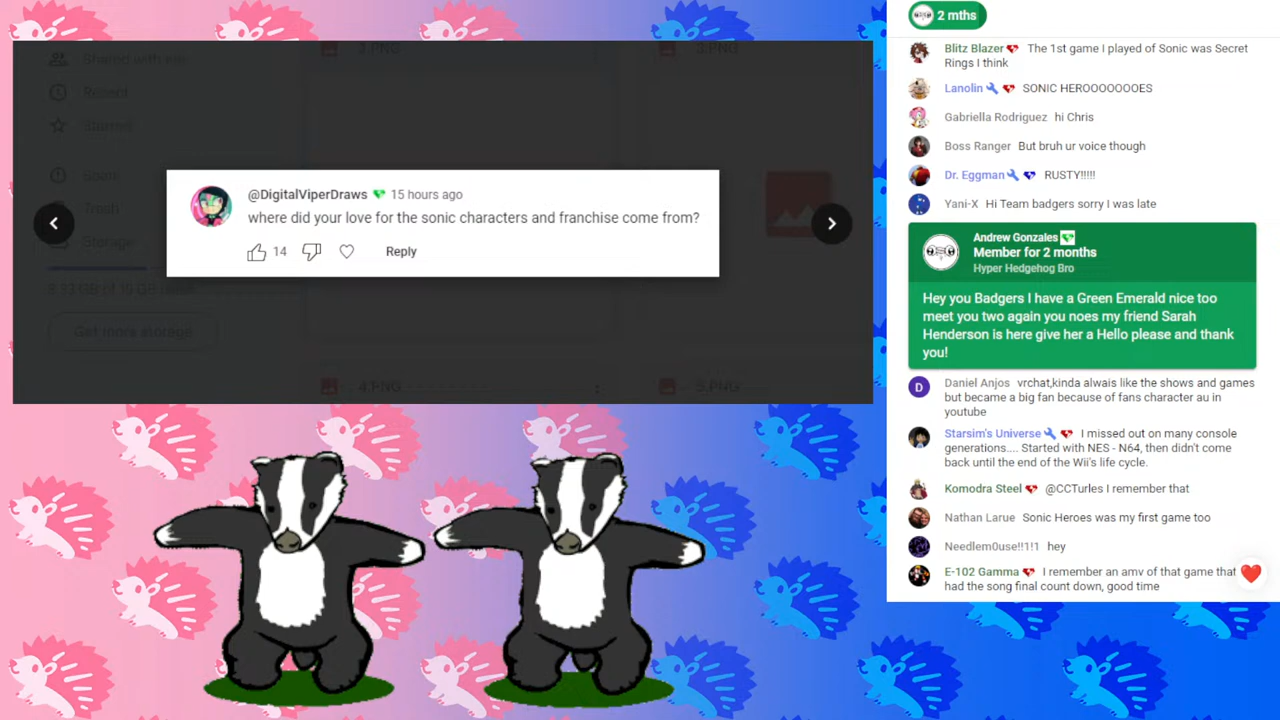 1.PNG
3.PNG
Shared with me
Recent
Starred
Spam
Trash
Storage
Get more storage
4.PNG
5.PNG
@DigitalViperDraws 15 hours ago
where did your love for the sonic characters and franchise come from?
14 Reply
2 mths
Blitz Blazer The 1st game I played of Sonic was Secret
Rings I think
Lanolin SONIC HEROOOOOOOES
Gabriella Rodriguez hi Chris
Boss Ranger But bruh ur voice though
Dr. Eggman RUSTY!!!!!
Yani-X Hi Team badgers sorry I was late
Andrew Gonzales
Member for 2 months
Hyper Hedgehog Bro
Hey you Badgers I have a Green Emerald nice too
meet you two again you noes my friend Sarah
Henderson is here give her a Hello please and thank
you!
D
Daniel Anjos vrchat,kinda alwais like the shows and games
but became a big fan because of fans character au in
youtube
Starsim's Universe I missed out on many console
generations.... Started with NES - N64, then didn't come
back until the end of the Wii's life cycle.
Komodra Steel @CCTurles I remember that
Nathan Larue Sonic Heroes was my first game too
Needlem0use!!1!1 hey
E-102 Gamma I remember an amv of that game that
had the song final count down, good time